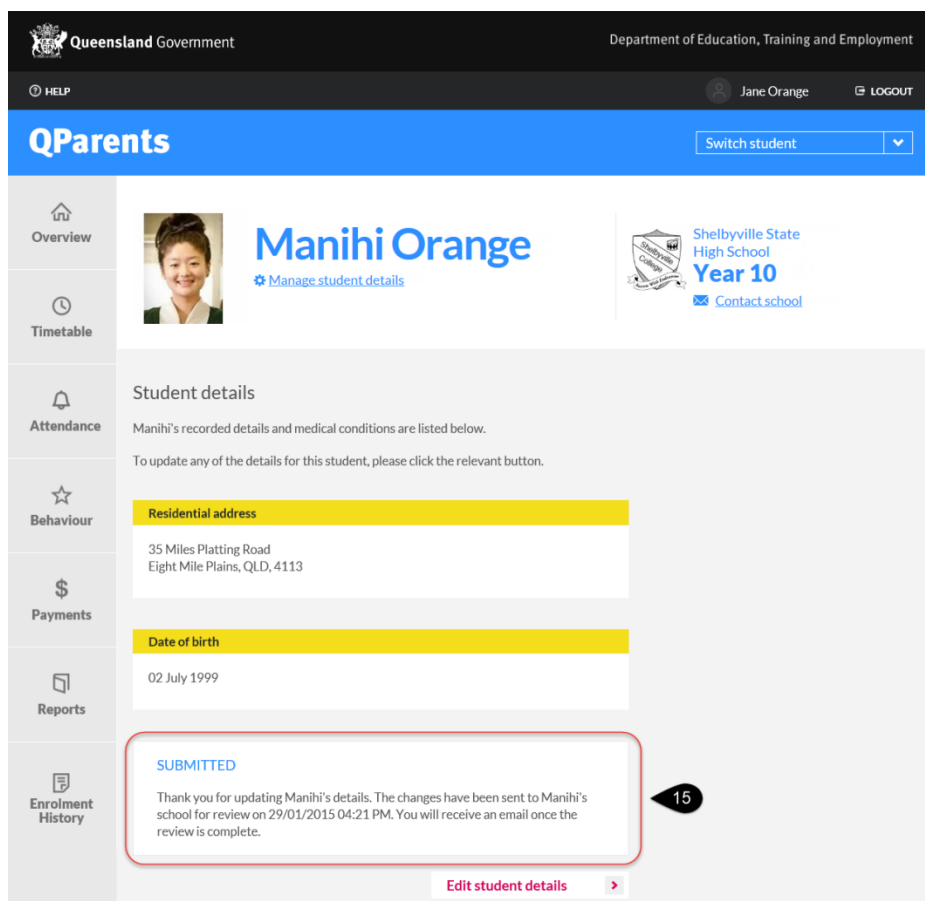 Queensland Government
Department of Education, Training and Employment
HELP
Jane Orange
LOGOUT
QParents
Switch student
Overview
Timetable
Attendance
Behaviour
Payments
Reports
Enrolment
History
Manihi Orange
Manage student details
Shelbyville
College
Shelbyville State
High School
Year 10
Contact school
Student details
Manihi's recorded details and medical conditions are listed below.
To update any of the details for this student, please click the relevant button.
Residential address
35 Miles Platting Road
Eight Mile Plains, QLD, 4113
Date of birth
02 July 1999
SUBMITTED
Thank you for updating Manihi's details. The changes have been sent to Manihi's
school for review on 29/01/2015 04:21 PM. You will receive an email once the
review is complete.
15
Edit student details